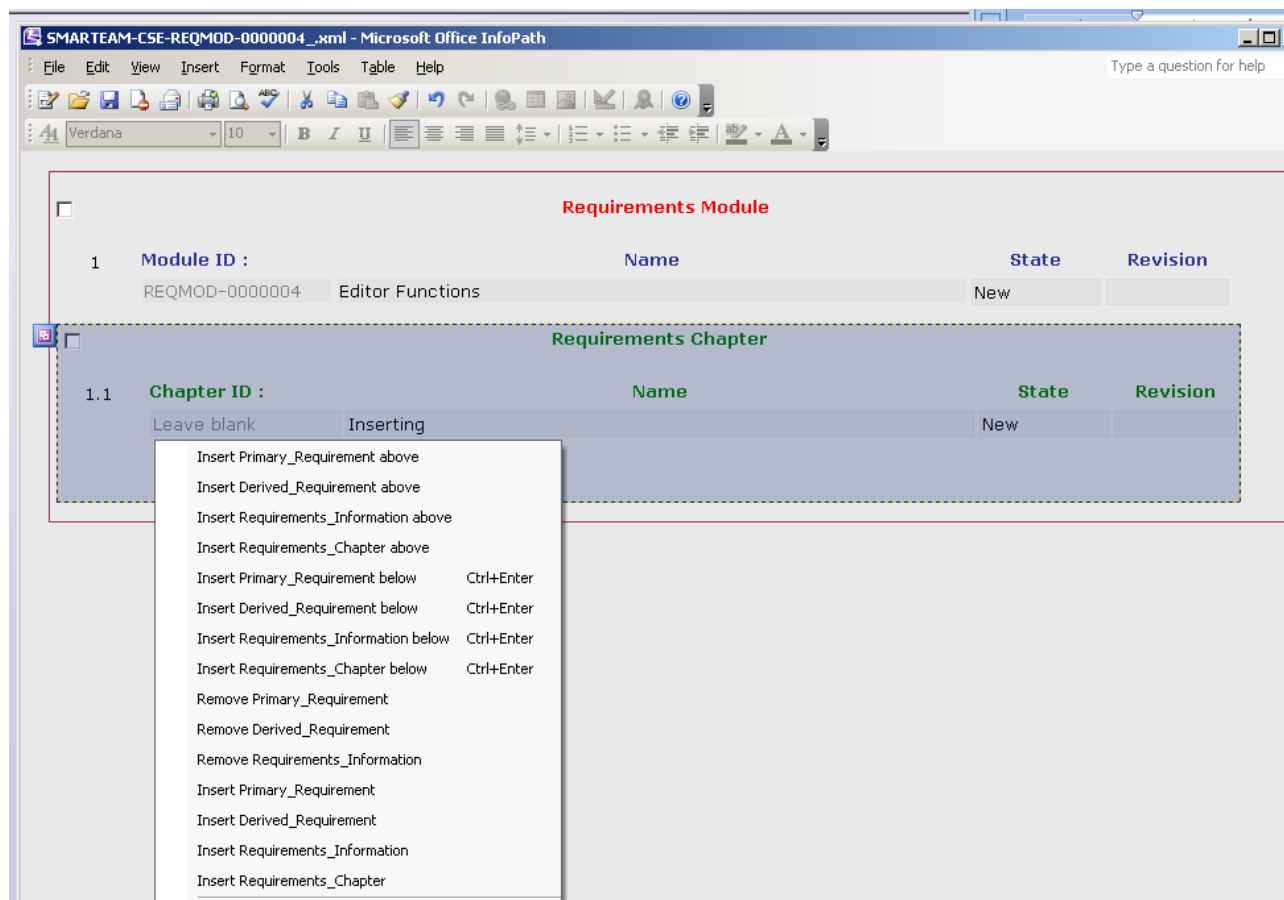 SMARTEAM-CSE-REQMOD-0000004_.xml - Microsoft Office InfoPath
File Edit View Insert Format Tools Table Help Type a question for help
ABC
A4 Verdana 10 B I U ab A
Requirements Module
1 Module ID : Name State Revision
REQMOD-0000004 Editor Functions New
Requirements Chapter
1.1 Chapter ID : Name State Revision
Leave blank Inserting New
Insert Primary_Requirement above
Insert Derived_Requirement above
Insert Requirements_Information above
Insert Requirements_Chapter above
Insert Primary_Requirement below Ctrl+Enter
Insert Derived_Requirement below Ctrl+Enter
Insert Requirements_Information below Ctrl+Enter
Insert Requirements_Chapter below Ctrl+Enter
Remove Primary_Requirement
Remove Derived_Requirement
Remove Requirements_Information
Insert Primary_Requirement
Insert Derived_Requirement
Insert Requirements_Information
Insert Requirements_Chapter